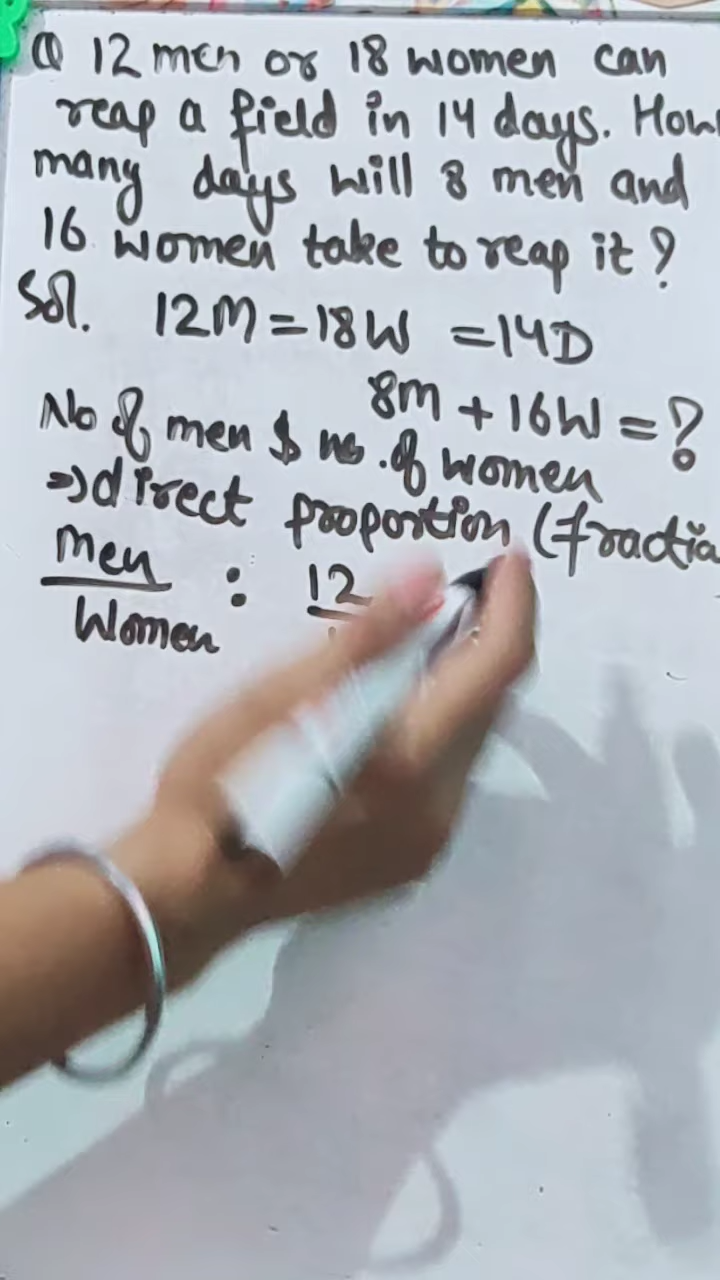 Q 12 men or 18 women can
reap a field in 14 days. How
many days will 8 men and
16 women take to reap it?
Sol. 12M = 18W = 14D
8m + 16W = ?
No of men & no. of women
⇒ direct proportion (fractio
men/Women : 12